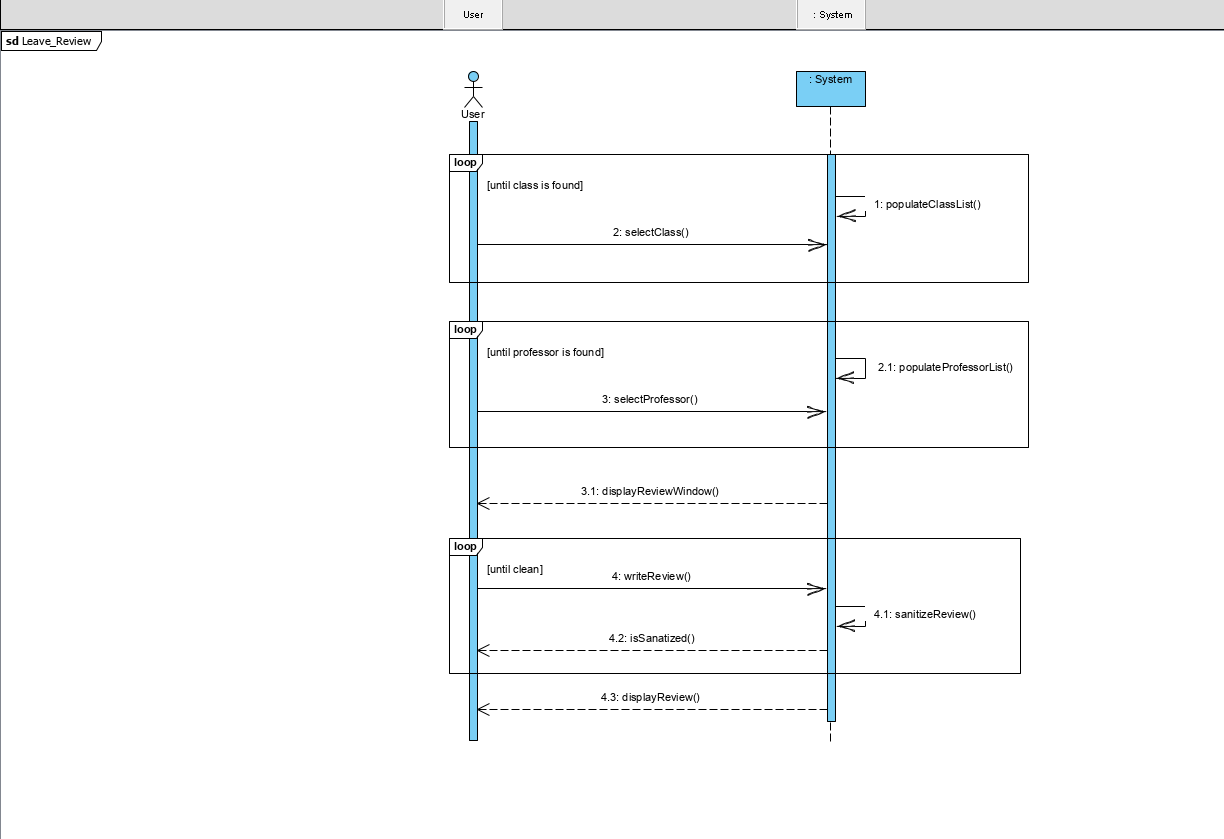 User
: System
sd Leave_Review
: System
User
loop
[until class is found]
1: populateClassList()
2: selectClass()
loop
[until professor is found]
2.1: populateProfessorList()
3: selectProfessor()
3.1: displayReviewWindow()
loop
[until clean]
4: writeReview()
4.1: sanitizeReview()
4.2: isSanatized()
4.3: displayReview()